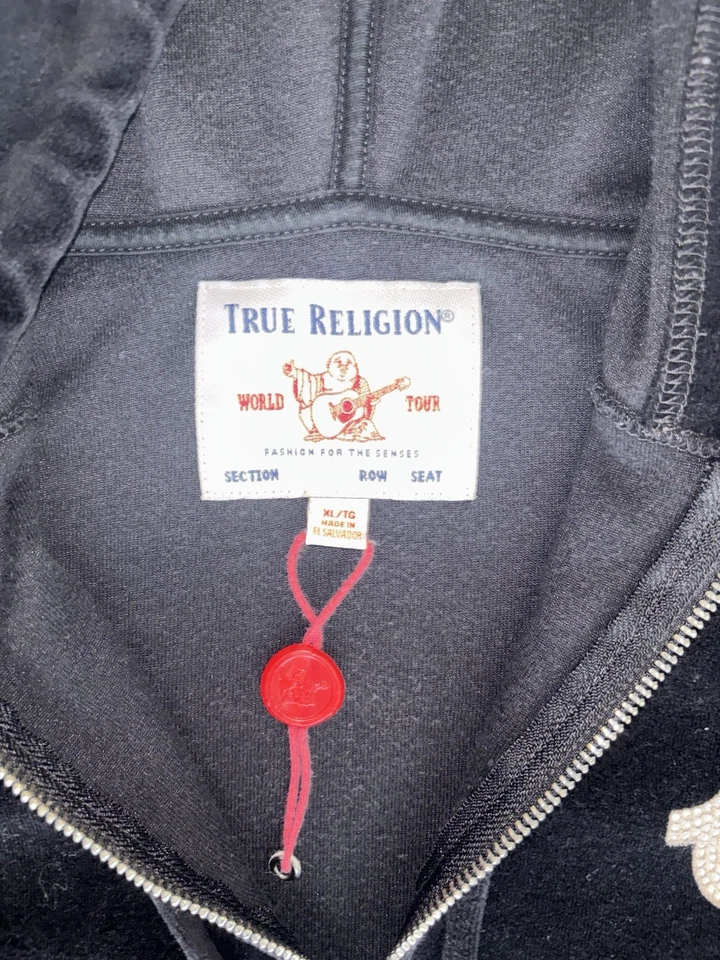 TRUE RELIGION®
WORLD TOUR
FASHION FOR THE SENSES
SECTION ROW SEAT
XL/TG
MADE IN
EL SALVADOR